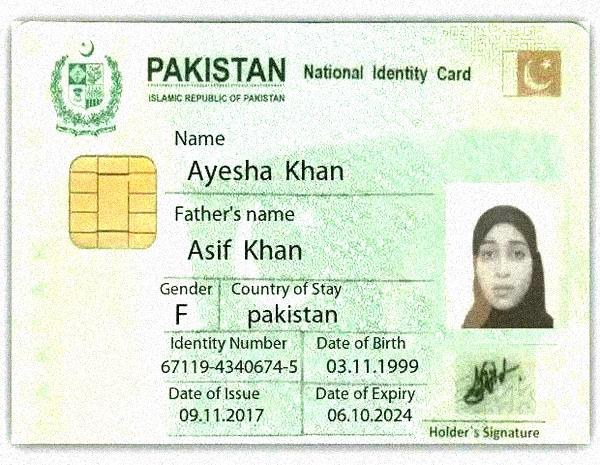 PAKISTAN National Identity Card
ISLAMIC REPUBLIC OF PAKISTAN
Name
Ayesha Khan
Father's name
Asif Khan
Gender Country of Stay
F pakistan
Identity Number Date of Birth
67119-4340674-5 03.11.1999
Date of Issue Date of Expiry
09.11.2017 06.10.2024
Holder's Signature